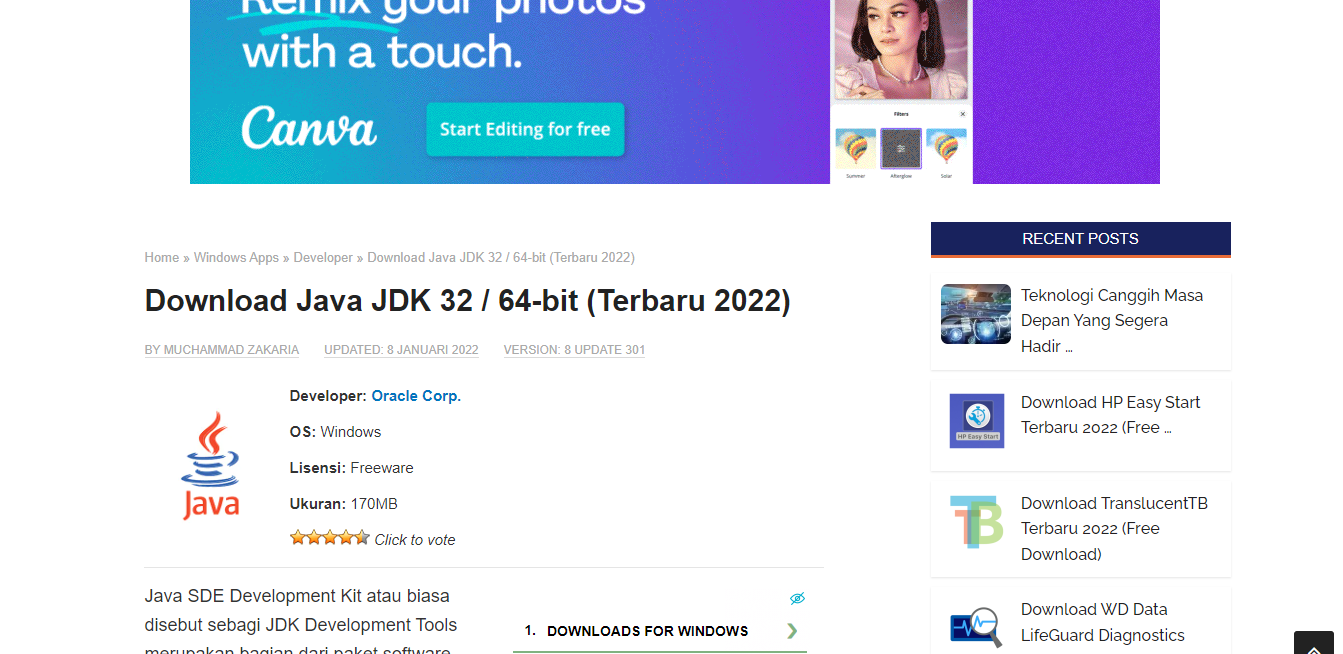 Remix your photos
with a touch.
Canva
Start Editing for free
Filters
Summer
Afterglow
Solar
Home » Windows Apps » Developer » Download Java JDK 32 / 64-bit (Terbaru 2022)
Download Java JDK 32 / 64-bit (Terbaru 2022)
BY MUCHAMMAD ZAKARIA UPDATED: 8 JANUARI 2022 VERSION: 8 UPDATE 301
Java
Developer: Oracle Corp.
OS: Windows
Lisensi: Freeware
Ukuran: 170MB
Click to vote
Java SDE Development Kit atau biasa
disebut sebagi JDK Development Tools
merupakan bagian dari paket software
1. DOWNLOADS FOR WINDOWS
RECENT POSTS
Teknologi Canggih Masa
Depan Yang Segera
Hadir …
HP Easy Start
Download HP Easy Start
Terbaru 2022 (Free …
TB
Download TranslucentTB
Terbaru 2022 (Free
Download)
Download WD Data
LifeGuard Diagnostics